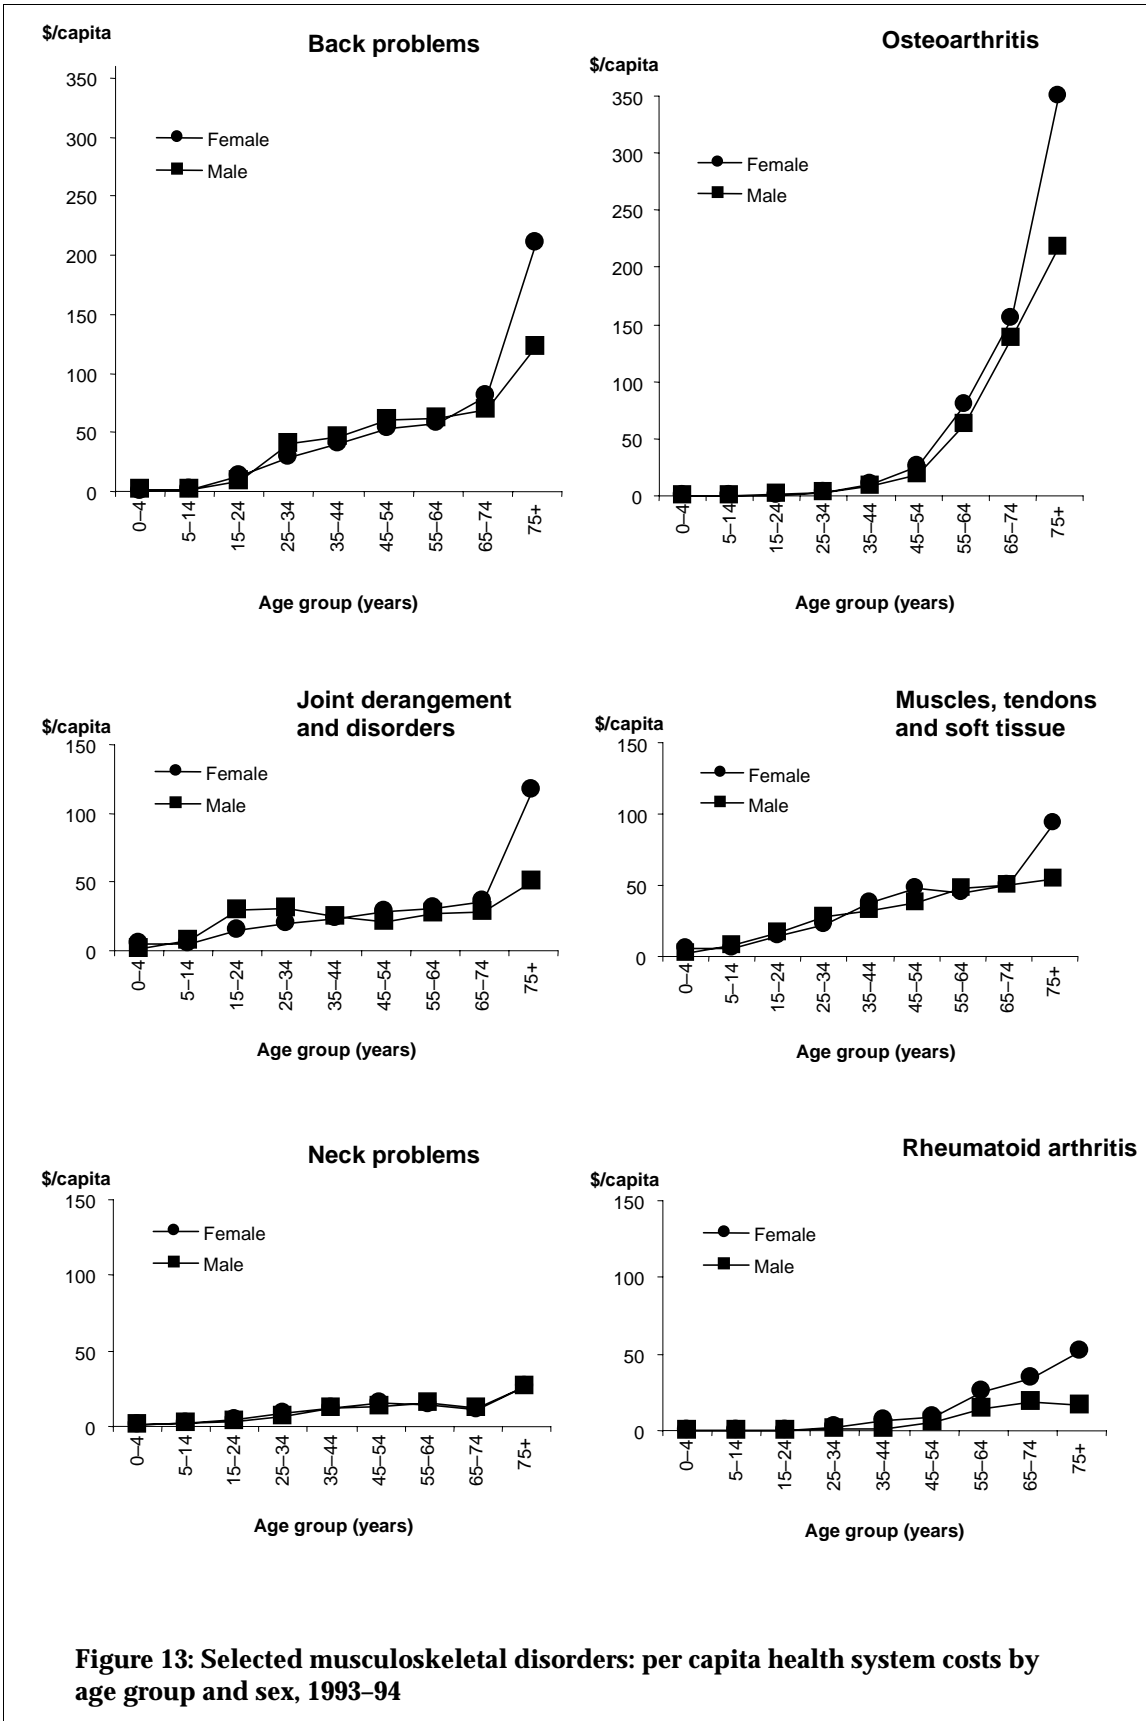 $/capita
Back problems
350
300
250
200
150
100
50
0
Female
Male
0–4
5–14
15–24
25–34
35–44
45–54
55–64
65–74
75+
Age group (years)
Osteoarthritis
$/capita
350
300
250
200
150
100
50
0
Female
Male
0–4
5–14
15–24
25–34
35–44
45–54
55–64
65–74
75+
Age group (years)
Joint derangement
and disorders
$/capita
150
100
50
0
Female
Male
0–4
5–14
15–24
25–34
35–44
45–54
55–64
65–74
75+
Age group (years)
Muscles, tendons
and soft tissue
$/capita
150
100
50
0
Female
Male
0–4
5–14
15–24
25–34
35–44
45–54
55–64
65–74
75+
Age group (years)
Neck problems
$/capita
150
100
50
0
Female
Male
0–4
5–14
15–24
25–34
35–44
45–54
55–64
65–74
75+
Age group (years)
Rheumatoid arthritis
$/capita
150
100
50
0
Female
Male
0–4
5–14
15–24
25–34
35–44
45–54
55–64
65–74
75+
Age group (years)
Figure 13: Selected musculoskeletal disorders: per capita health system costs by
age group and sex, 1993–94